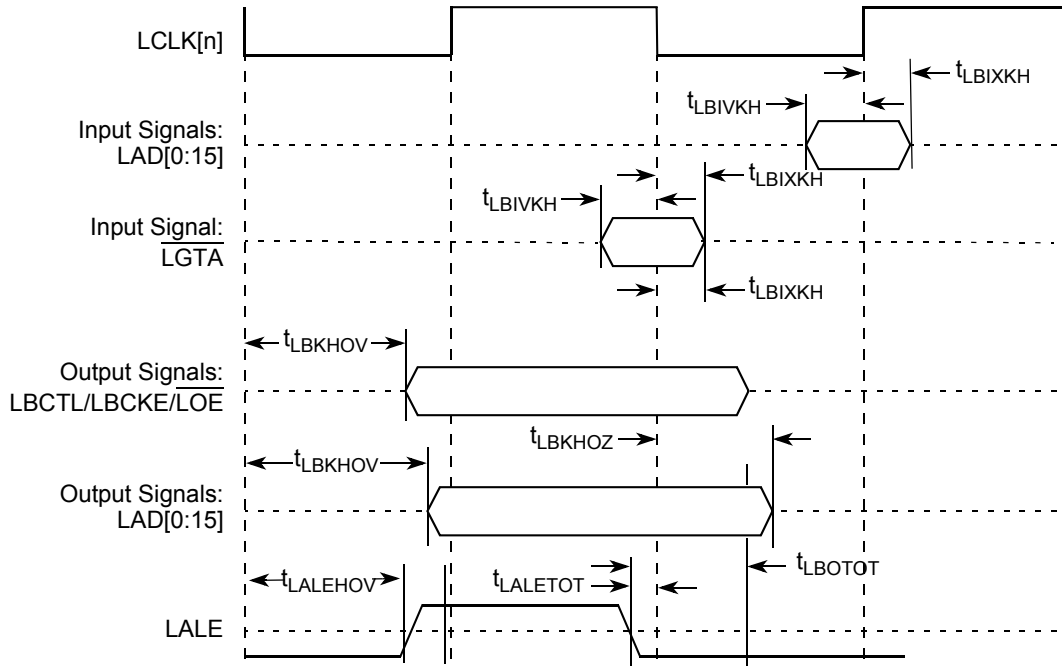 LCLK[n]
tLBIXKH
tLBIVKH
Input Signals:
LAD[0:15]
tLBIXKH
tLBIVKH
Input Signal:
LGTA
tLBIXKH
tLBKHOV
Output Signals:
LBCTL/LBCKE/LOE
tLBKHOZ
tLBKHOV
Output Signals:
LAD[0:15]
tLBOTOT
tLALEHOV
tLALETOT
LALE